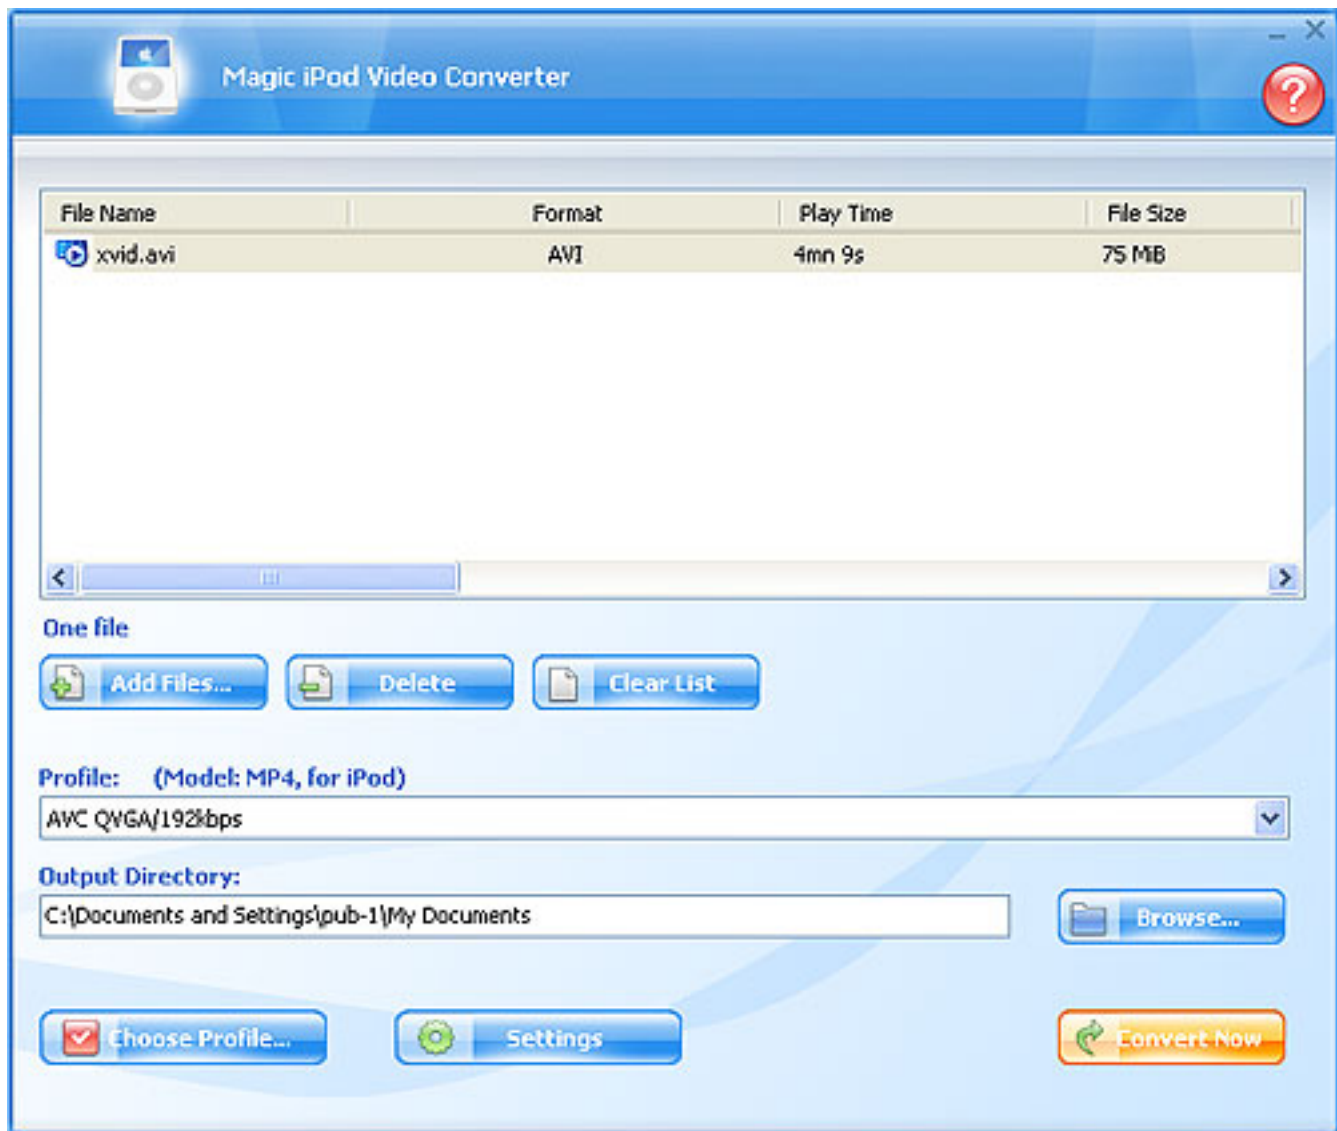 Magic iPod Video Converter
?
File Name Format Play Time File Size
xvid.avi AVI 4mn 9s 75 MiB
One file
Add Files... Delete Clear List
Profile: (Model: MP4, for iPod)
AVC QVGA/192kbps
Output Directory:
C:\Documents and Settings\pub-1\My Documents
Browse...
Choose Profile... Settings Convert Now